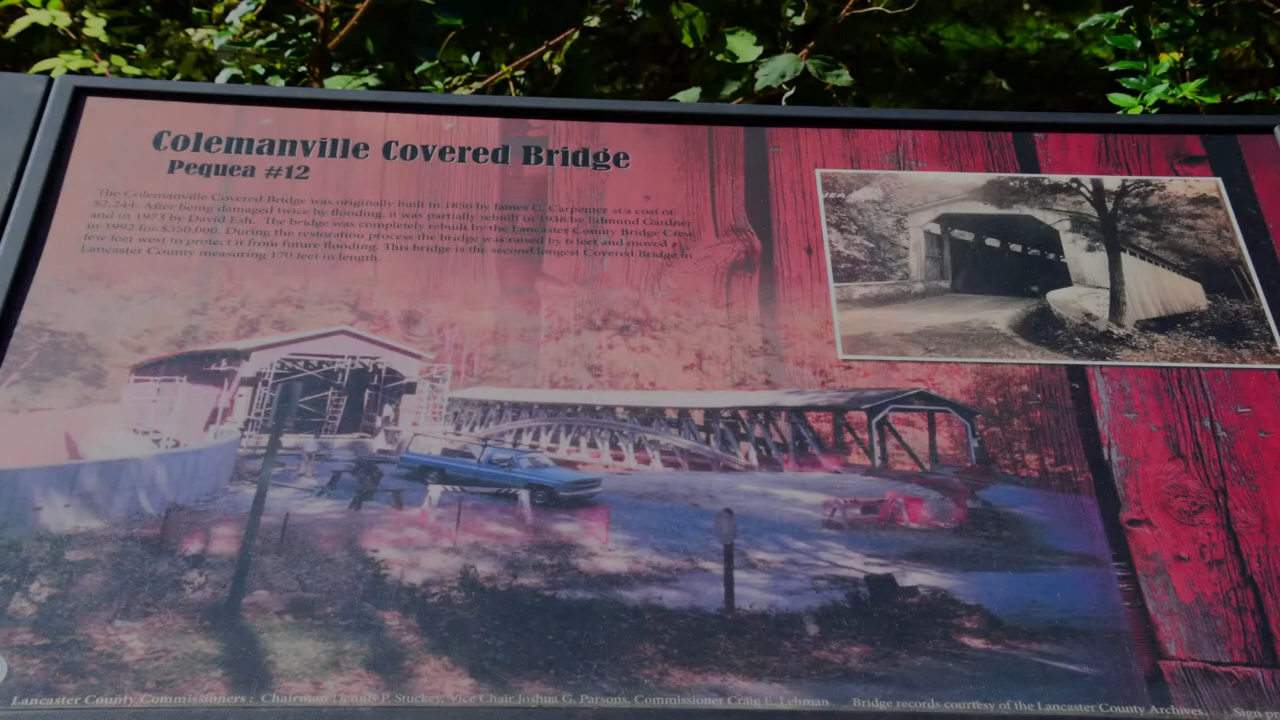 Colemanville Covered Bridge
Pequea #12
The Colemanville Covered Bridge was originally built in 1856 by James C. Carpenter at a cost of
$2,244. After being damaged twice by flooding, it was partially rebuilt in 1938 by Edmund Gardner
and in 1973 by David Esh. The bridge was completely rebuilt by the Lancaster County Bridge Crew
in 1992 for $350,000. During the restoration process the bridge was raised by 6 feet and moved a
few feet west to protect it from future flooding. This bridge is the second longest Covered Bridge in
Lancaster County measuring 170 feet in length.
Lancaster County Commissioners : Chairman Dennis P. Stuckey, Vice Chair Joshua G. Parsons, Commissioner Craig E. Lehman
Bridge records courtesy of the Lancaster County Archives. Sign